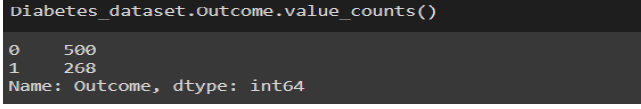 Diabetes_dataset.Outcome.value_counts()
0    500
1    268
Name: Outcome, dtype: int64